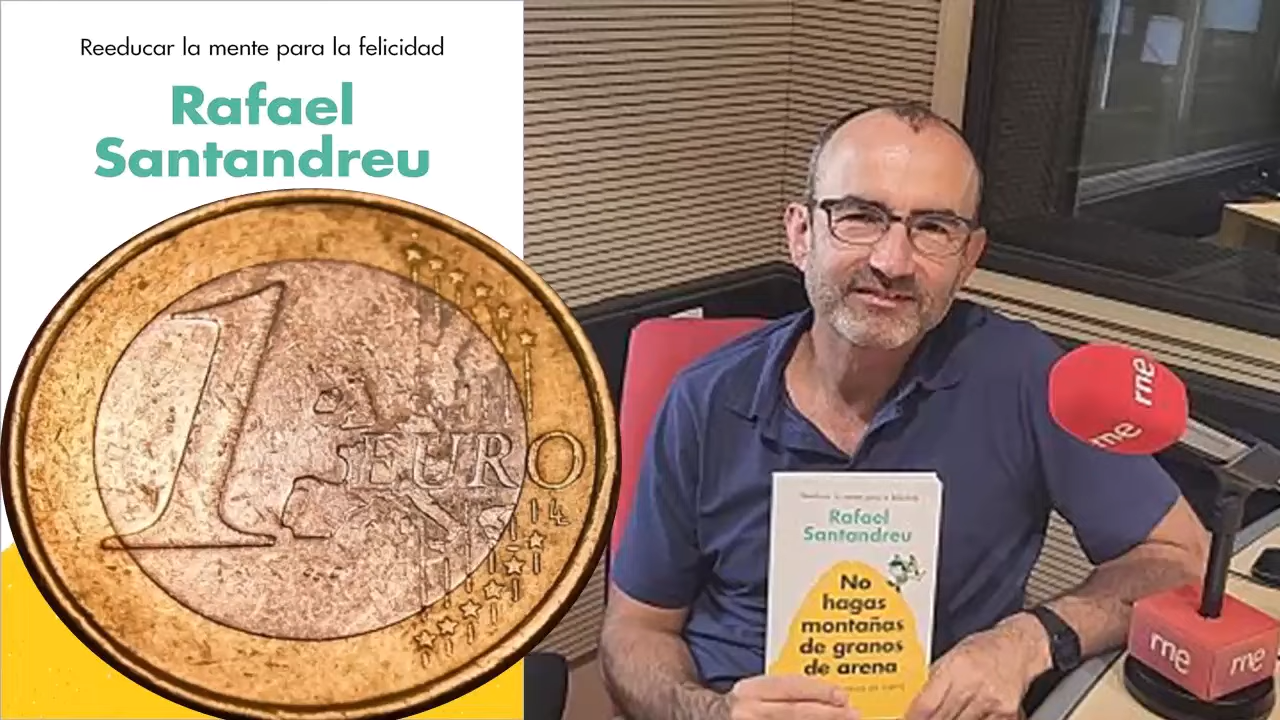 Reeducar la mente para la felicidad
Rafael
Santandreu
1
EURO
LL
rne
rne
Rafael
Santandreu
No
hagas
montañas
de granos
de arena
rne
rne